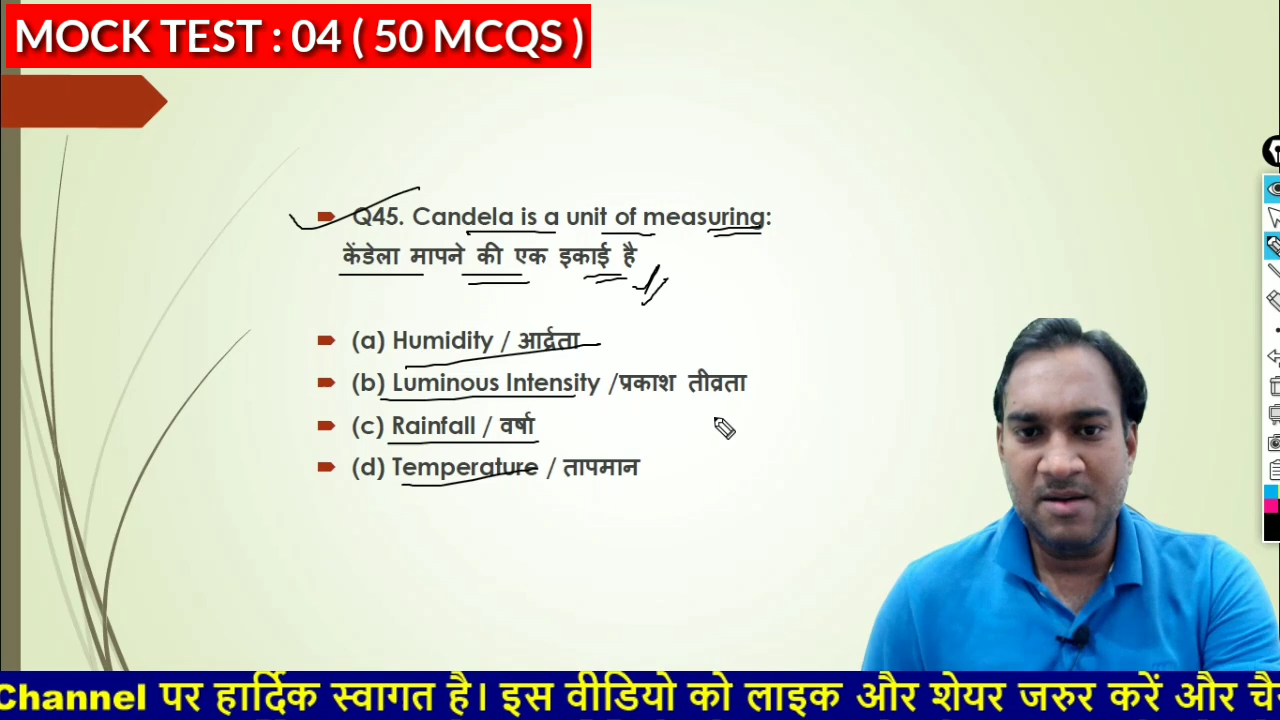 MOCK TEST : 04 ( 50 MCQS )
Q45. Candela is a unit of measuring:
केंडेला मापने की एक इकाई है
(a) Humidity / आर्द्रता
(b) Luminous Intensity /प्रकाश तीव्रता
(c) Rainfall / वर्षा
(d) Temperature / तापमान
Channel पर हार्दिक स्वागत है। इस वीडियो को लाइक और शेयर जरुर करें और